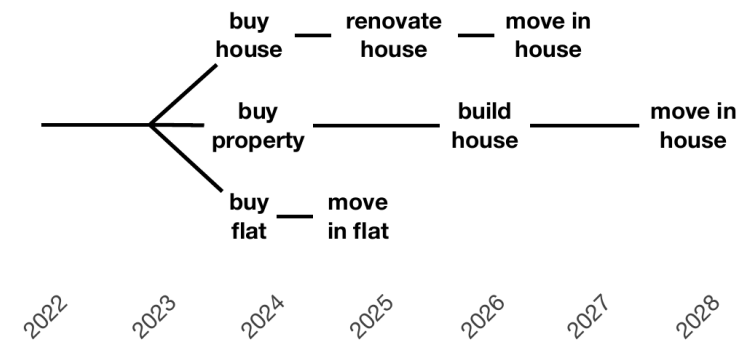 buy
house
renovate
house
move in
house
buy
property
build
house
move in
house
buy
flat
move
in flat
2022
2023
2024
2025
2026
2027
2028